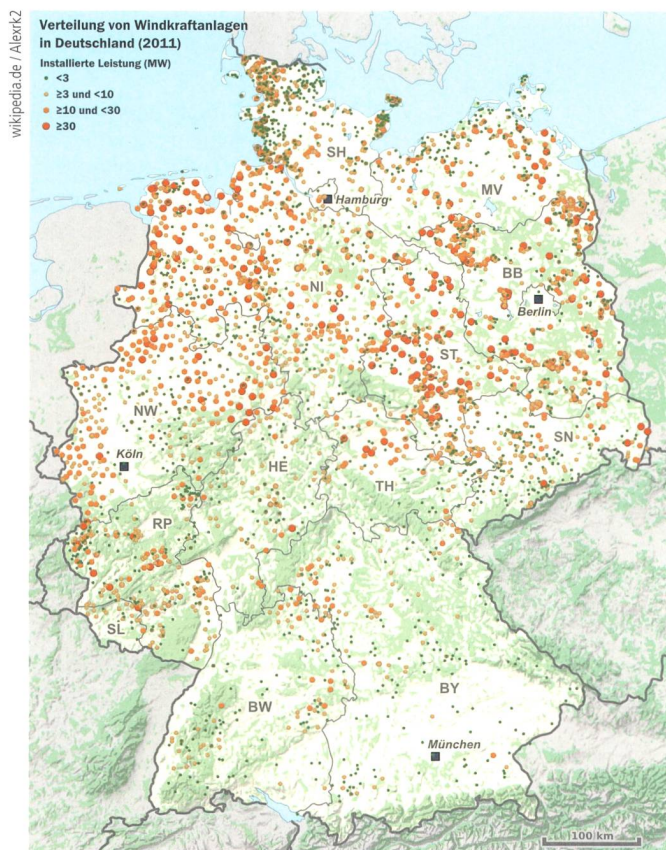 wikipedia.de / Alexrk2
Verteilung von Windkraftanlagen
in Deutschland (2011)
Installierte Leistung (MW)
<3
≥3 und <10
≥10 und <30
≥30
SH
Hamburg
MV
NI
BB
Berlin
ST
NW
Köln
HE
TH
SN
RP
SL
BW
BY
München
100 km